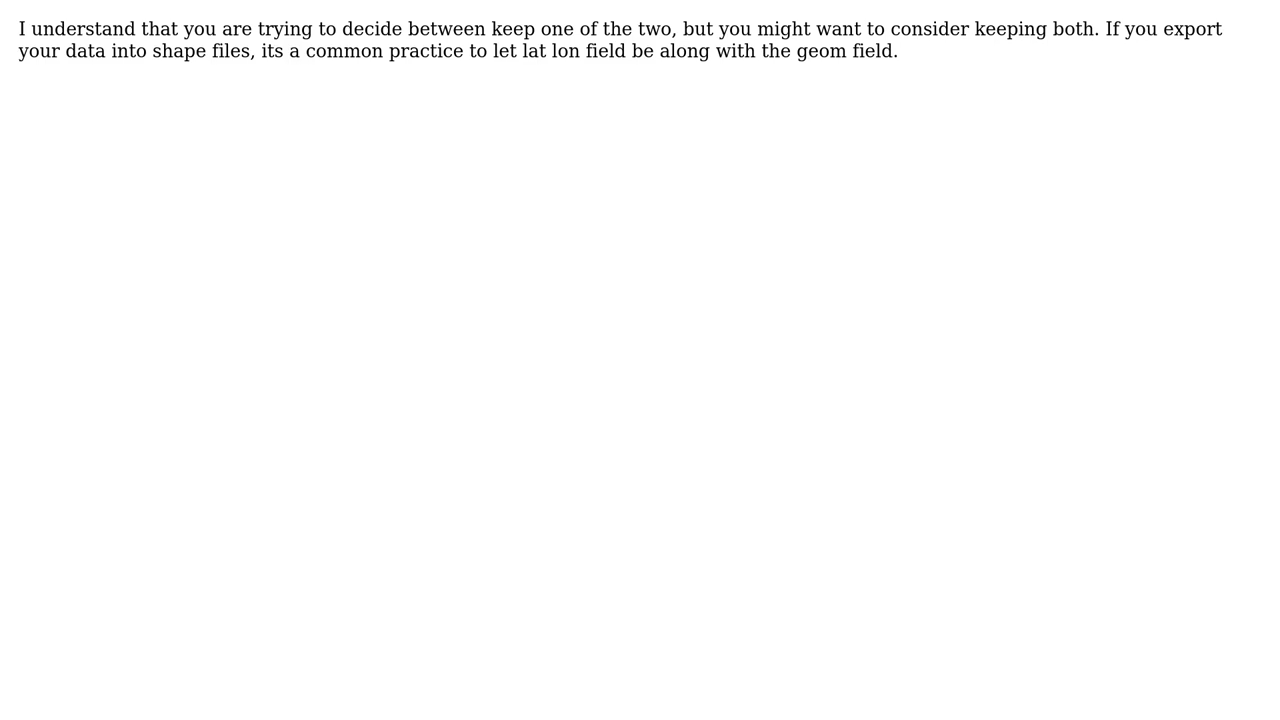 I understand that you are trying to decide between keep one of the two, but you might want to consider keeping both. If you export
your data into shape files, its a common practice to let lat lon field be along with the geom field.